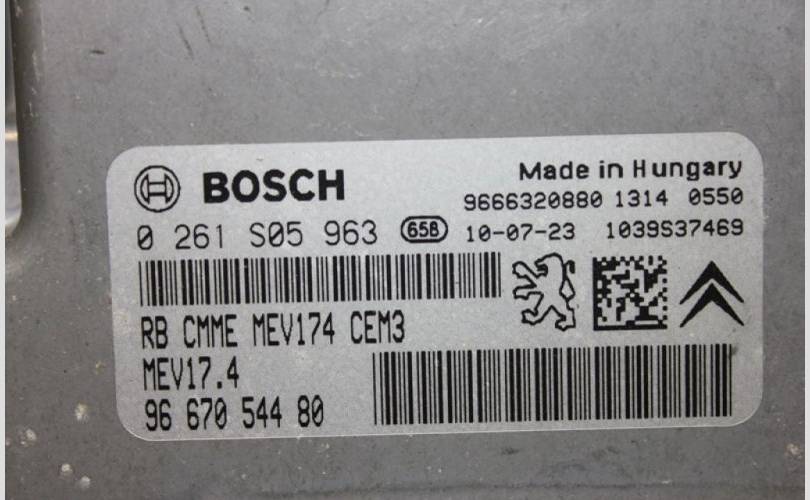 BOSCH
Made in Hungary
9666320880 1314 0550
0 261 S05 963 658 10-07-23 1039S37469
RB CMME MEV174 CEM3
MEV17.4
96 670 544 80